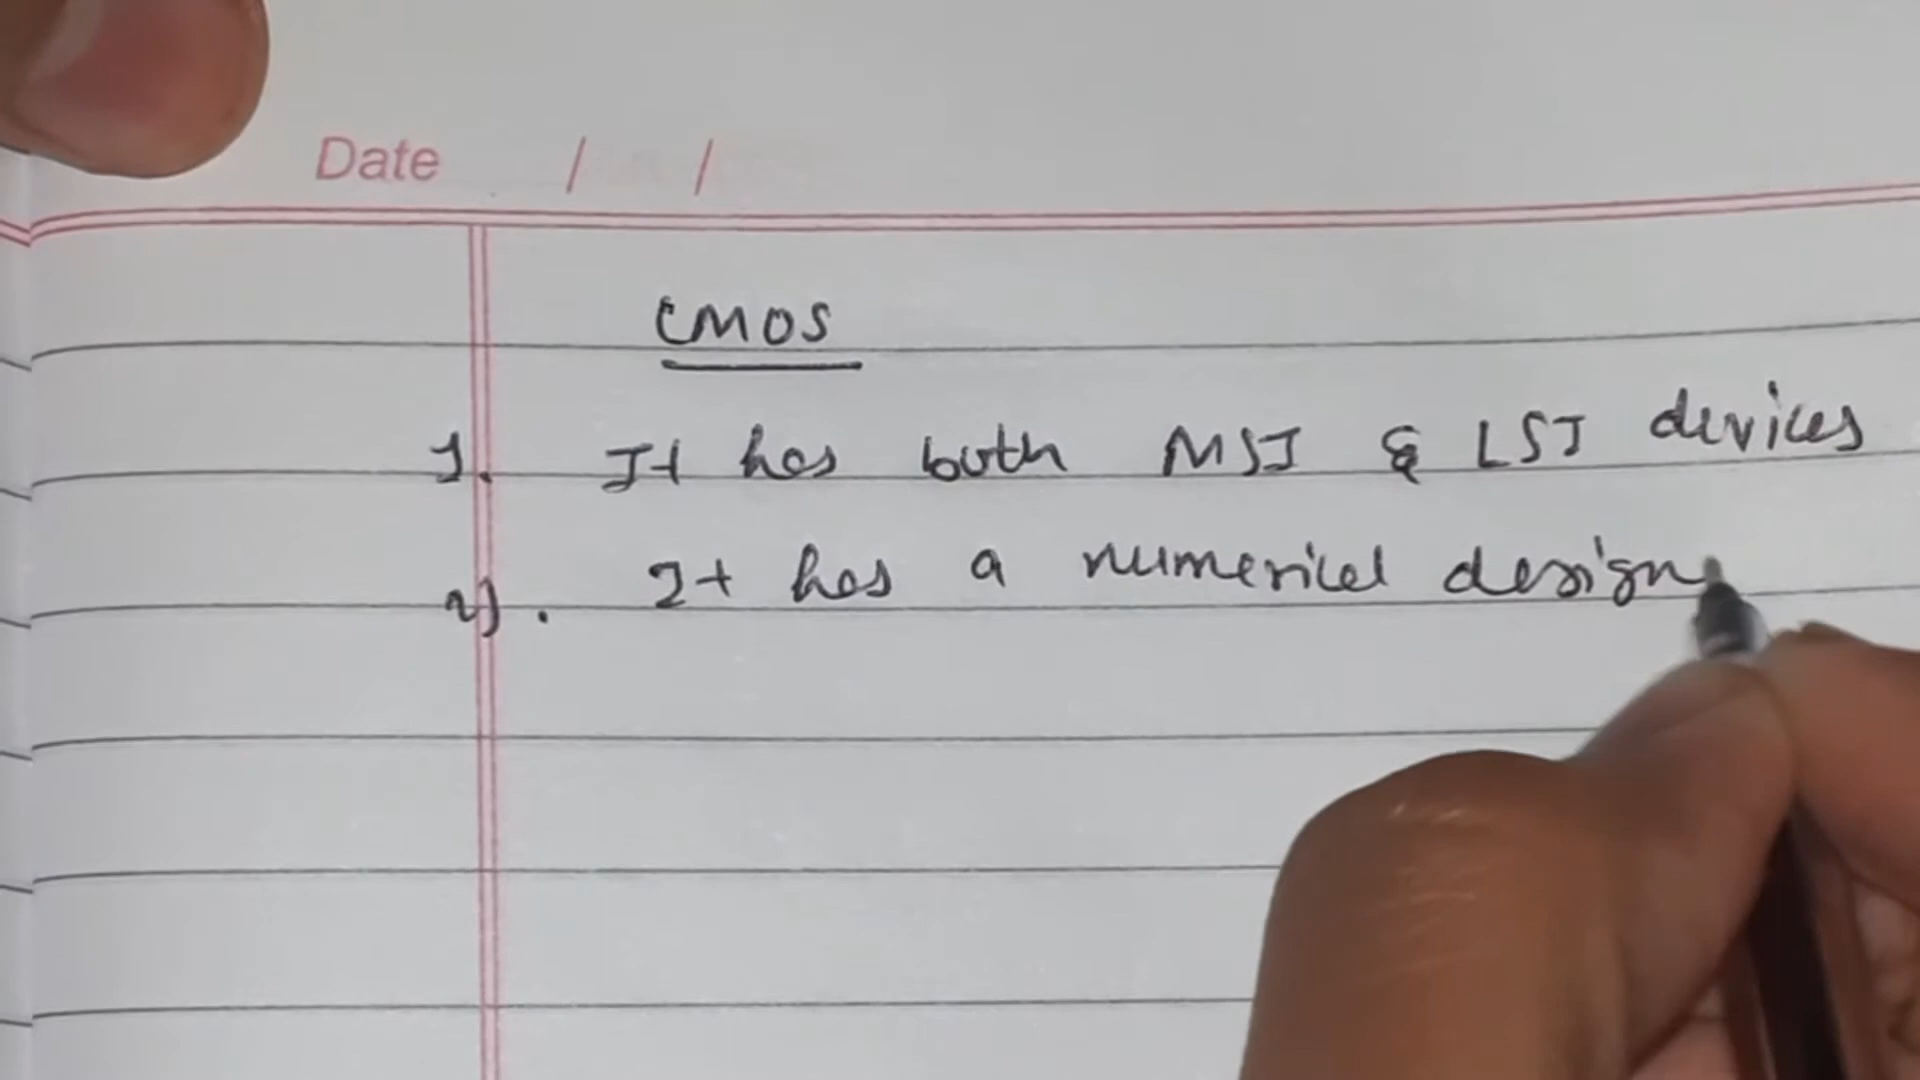 Date / /
CMOS
1. It has both MSI & LSI devices
2). It has a numerical design